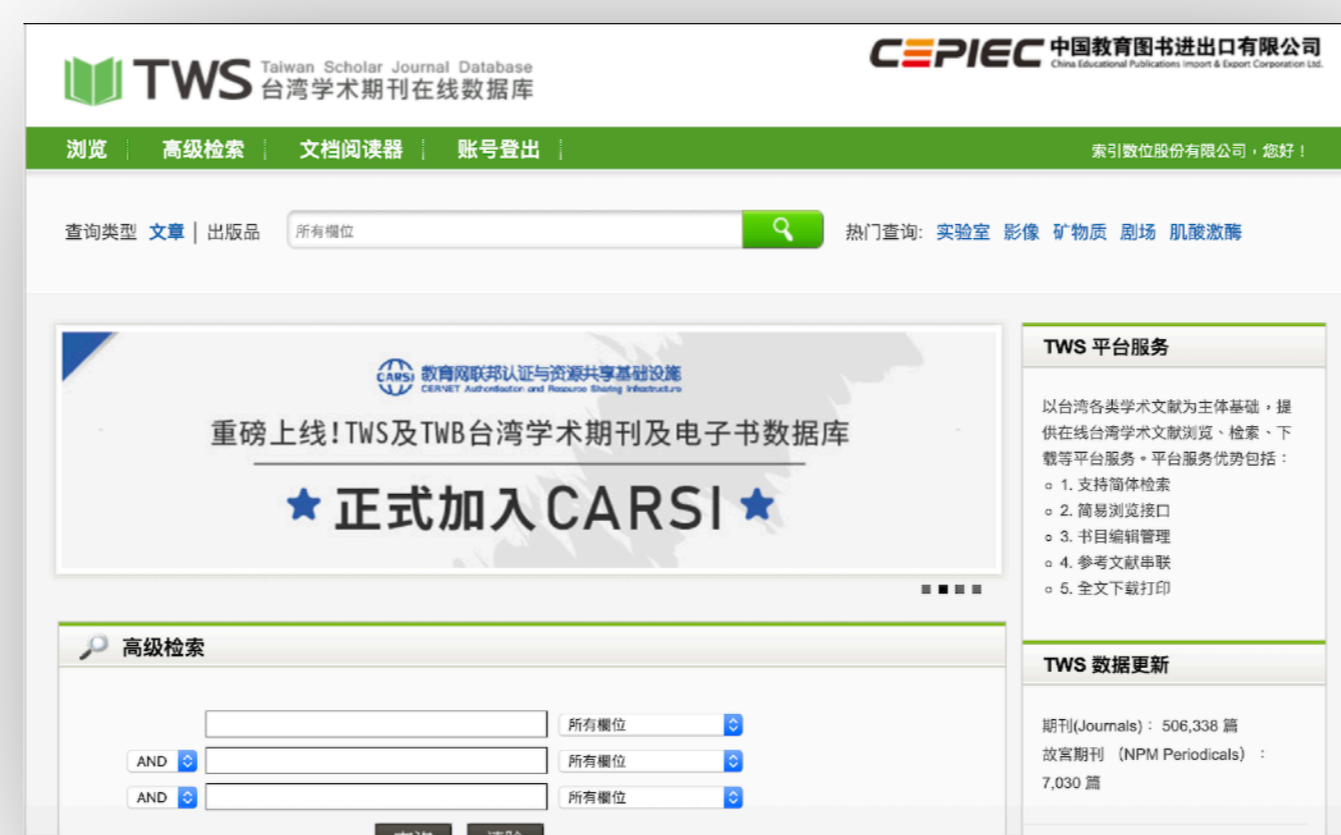 TWS Taiwan Scholar Journal Database
台湾学术期刊在线数据库
CEPIEC 中国教育图书进出口有限公司
China Educational Publications Import & Export Corporation Ltd.
浏览 高级检索 文档阅读器 账号登出 索引数位股份有限公司,您好!
查询类型 文章 | 出版品 所有欄位 热门查询: 实验室 影像 矿物质 剧场 肌酸激酶
CARSI 教育网联邦认证与资源共享基础设施
CERNET Authentication and Resource Sharing Infrastructure
重磅上线!TWS及TWB台湾学术期刊及电子书数据库
正式加入CARSI
高级检索
所有欄位
AND 所有欄位
AND 所有欄位
查询 清除
TWS 平台服务
以台湾各类学术文献为主体基础,提
供在线台湾学术文献浏览、检索、下
载等平台服务。平台服务优势包括:
1. 支持简体检索
2. 简易浏览接口
3. 书目编辑管理
4. 参考文献串联
5. 全文下载打印
TWS 数据更新
期刊(Journals): 506,338 篇
故宫期刊 (NPM Periodicals) :
7,030 篇